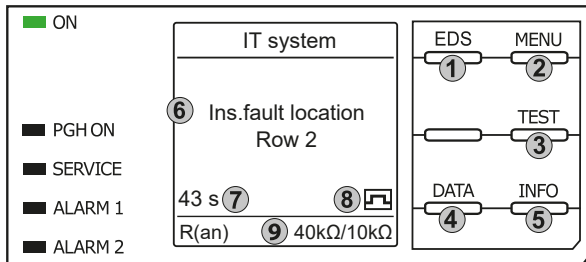 ON
PGH ON
SERVICE
ALARM 1
ALARM 2
IT system
6 Ins.fault location
Row 2
43 s 7 8
R(an) 9 40kΩ/10kΩ
EDS MENU
1 2
TEST
3
DATA INFO
4 5